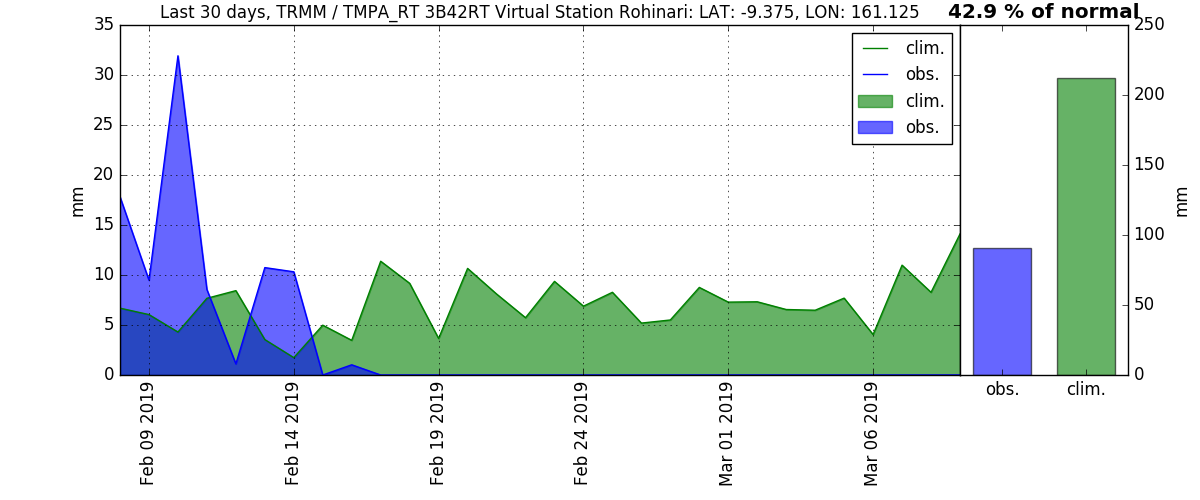 Last 30 days, TRMM / TMPA_RT 3B42RT Virtual Station Rohinari: LAT: -9.375, LON: 161.125
42.9 % of normal
35
30
25
20
15
10
5
0
mm
clim.
obs.
clim.
obs.
Feb 09 2019
Feb 14 2019
Feb 19 2019
Feb 24 2019
Mar 01 2019
Mar 06 2019
250
200
150
100
50
0
mm
obs.
clim.